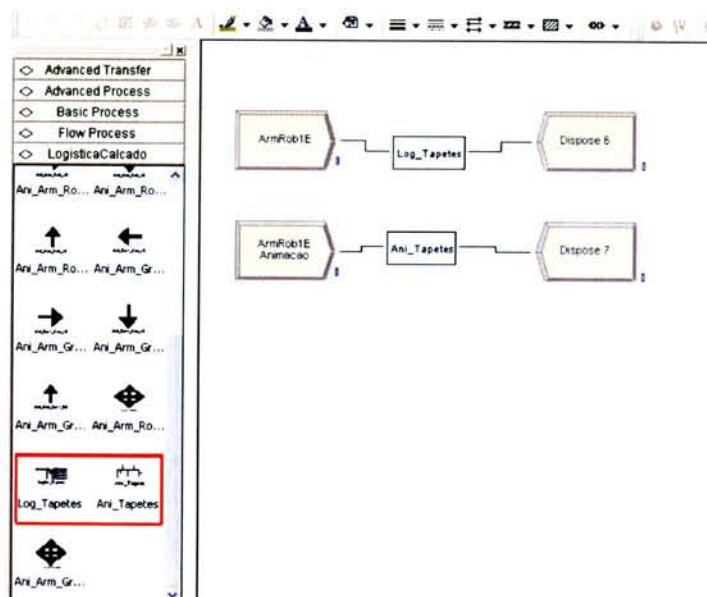 Advanced Transfer
Advanced Process
Basic Process
Flow Process
LogisticaCalcado
Ani_Arm_Ro... Ani_Arm_Ro...
Ani_Arm_Ro... Ani_Arm_Gr...
Ani_Arm_Gr... Ani_Arm_Gr...
Ani_Arm_Gr... Ani_Arm_Ro...
Log_Tapetes Ani_Tapetes
Ani_Arm_Gr...
ArmRob1E
Log_Tapetes
Dispose 6
ArmRob1E
Animacao
Ani_Tapetes
Dispose 7